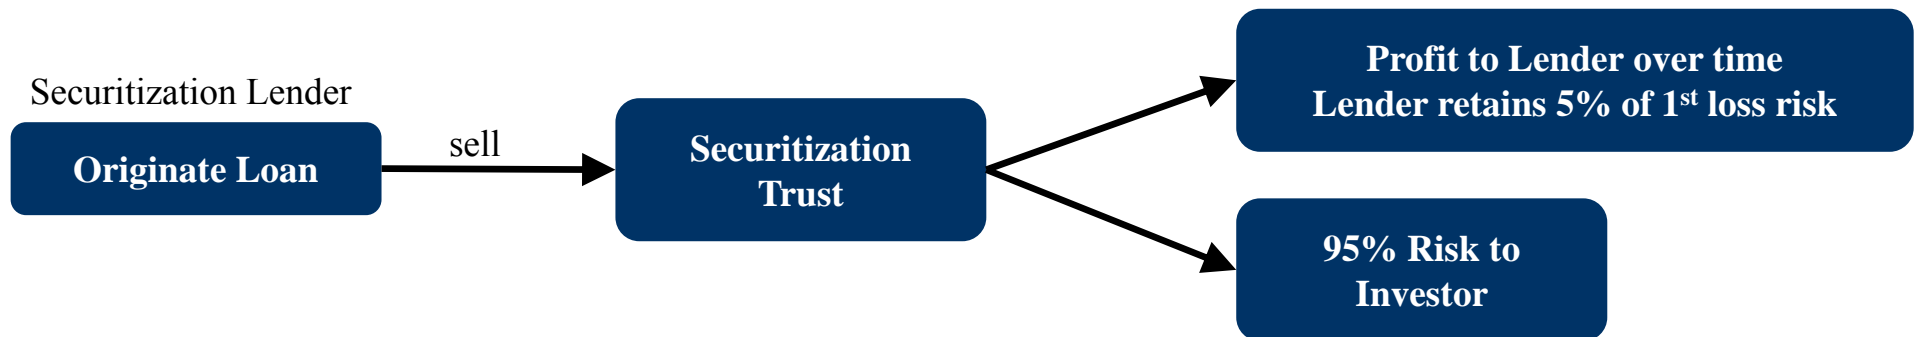 Securitization Lender
Originate Loan
sell
Securitization
Trust
Profit to Lender over time
Lender retains 5% of 1st loss risk
95% Risk to
Investor